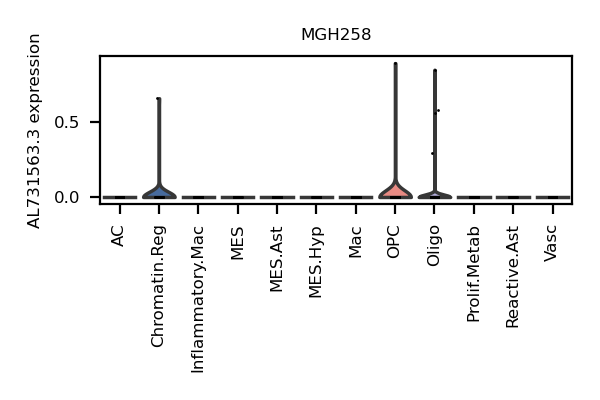 MGH258
AL731563.3 expression
0.5
0.0
AC
Chromatin.Reg
Inflammatory.Mac
MES
MES.Ast
MES.Hyp
Mac
OPC
Oligo
Prolif.Metab
Reactive.Ast
Vasc